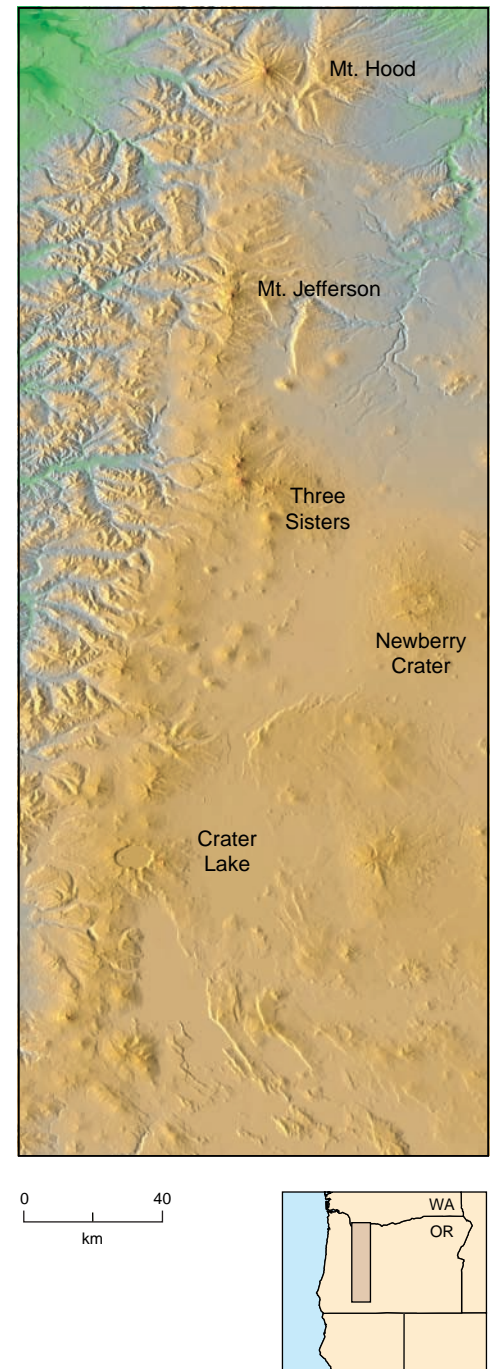 Mt. Hood
Mt. Jefferson
Three
Sisters
Newberry
Crater
Crater
Lake
0 40
km
WA
OR